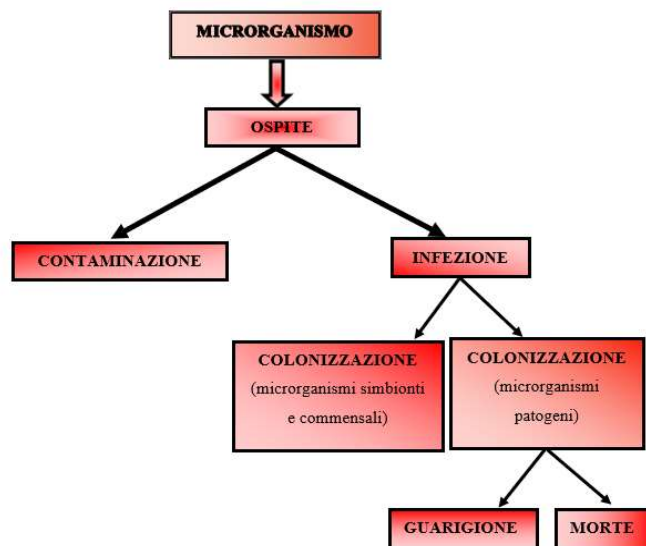 MICRORGANISMO
OSPITE
CONTAMINAZIONE
INFEZIONE
COLONIZZAZIONE
(microrganismi simbionti
e commensali)
COLONIZZAZIONE
(microrganismi
patogeni)
GUARIGIONE
MORTE